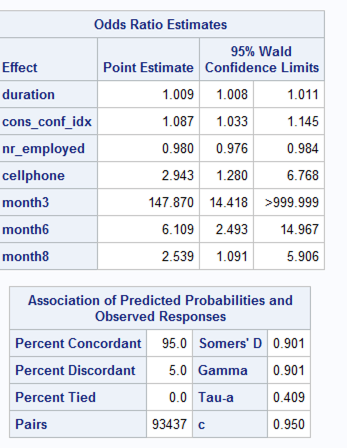 Odds Ratio Estimates
Effect Point Estimate 95% Wald Confidence Limits
duration 1.009 1.008 1.011
cons_conf_idx 1.087 1.033 1.145
nr_employed 0.980 0.976 0.984
cellphone 2.943 1.280 6.768
month3 147.870 14.418 >999.999
month6 6.109 2.493 14.967
month8 2.539 1.091 5.906
Association of Predicted Probabilities and
Observed Responses
Percent Concordant 95.0 Somers' D 0.901
Percent Discordant 5.0 Gamma 0.901
Percent Tied 0.0 Tau-a 0.409
Pairs 93437 c 0.950